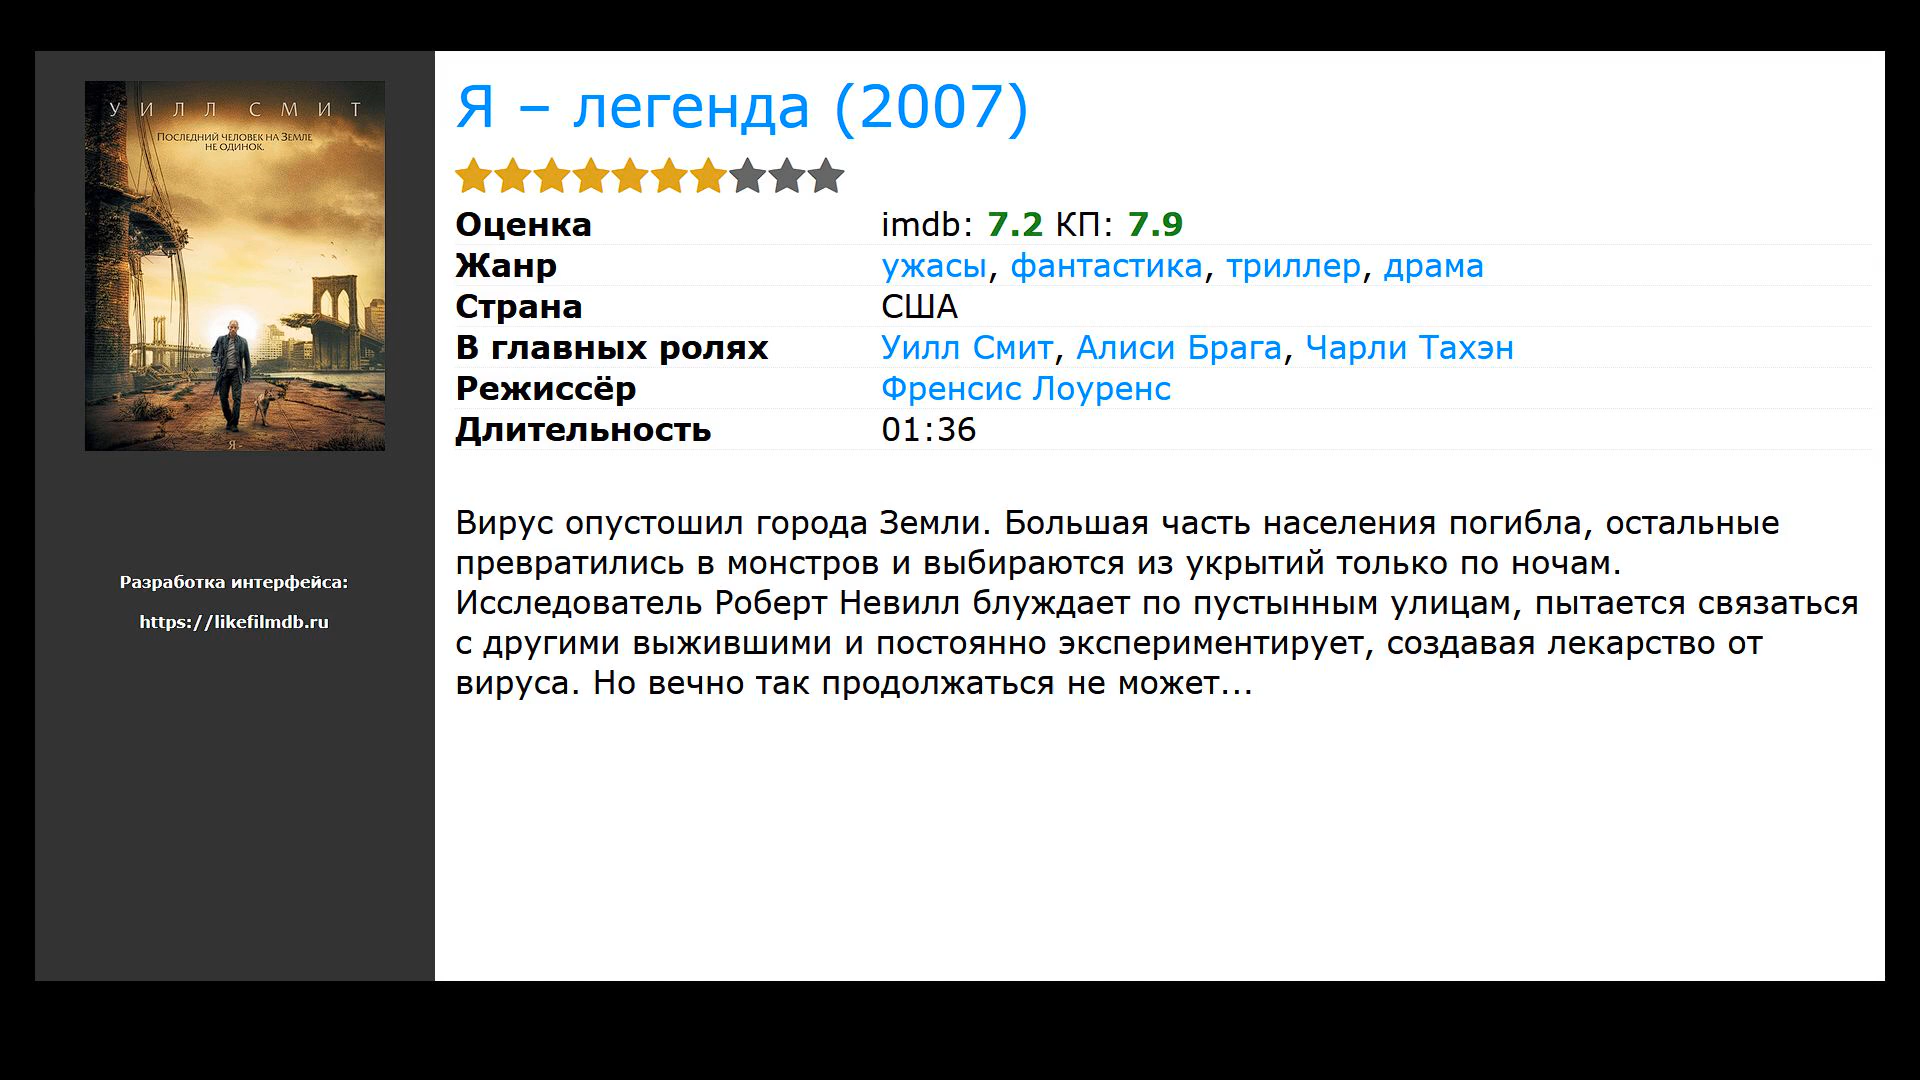 УИЛЛ СМИТ
Последний человек на Земле
не одинок.
Я-
Разработка интерфейса:
https://likefilmdb.ru
Я – легенда (2007)
Оценка imdb: 7.2 КП: 7.9
Жанр ужасы, фантастика, триллер, драма
Страна США
В главных ролях Уилл Смит, Алиси Брага, Чарли Тахэн
Режиссёр Френсис Лоуренс
Длительность 01:36
Вирус опустошил города Земли. Большая часть населения погибла, остальные
превратились в монстров и выбираются из укрытий только по ночам.
Исследователь Роберт Невилл блуждает по пустынным улицам, пытается связаться
с другими выжившими и постоянно экспериментирует, создавая лекарство от
вируса. Но вечно так продолжаться не может...